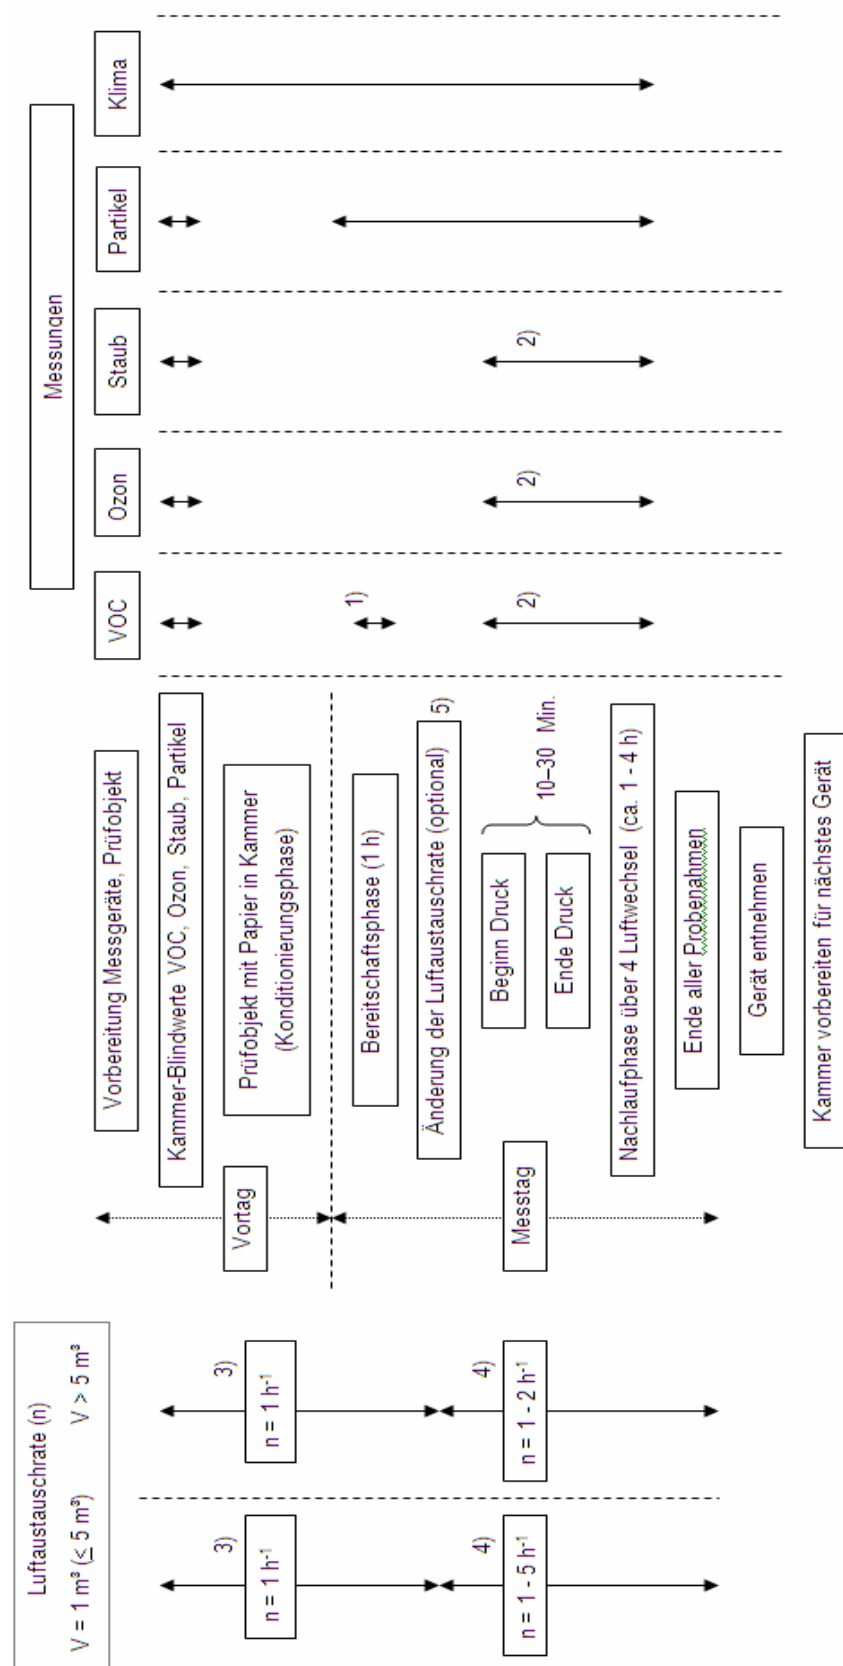 Luftaustauschrate (n)
V = 1 m³ (≤ 5 m³)   V > 5 m³
Messungen
Vorbereitung Messgeräte, Prüfobjekt
VOC
Ozon
Staub
Partikel
Klima
Kammer-Blindwerte VOC, Ozon, Staub, Partikel
3)
n = 1 h⁻¹
3)
n = 1 h⁻¹
Vortag
Prüfobjekt mit Papier in Kammer
(Konditionierungsphase)
Bereitschaftsphase (1 h)
1)
Änderung der Luftaustauschrate (optional)
5)
4)
n = 1 - 5 h⁻¹
4)
n = 1 - 2 h⁻¹
Messtag
Beginn Druck
Ende Druck
10–30 Min.
2)
2)
2)
Nachlaufphase über 4 Luftwechsel (ca. 1 - 4 h)
Ende aller Probenahmen
Gerät entnehmen
Kammer vorbereiten für nächstes Gerät